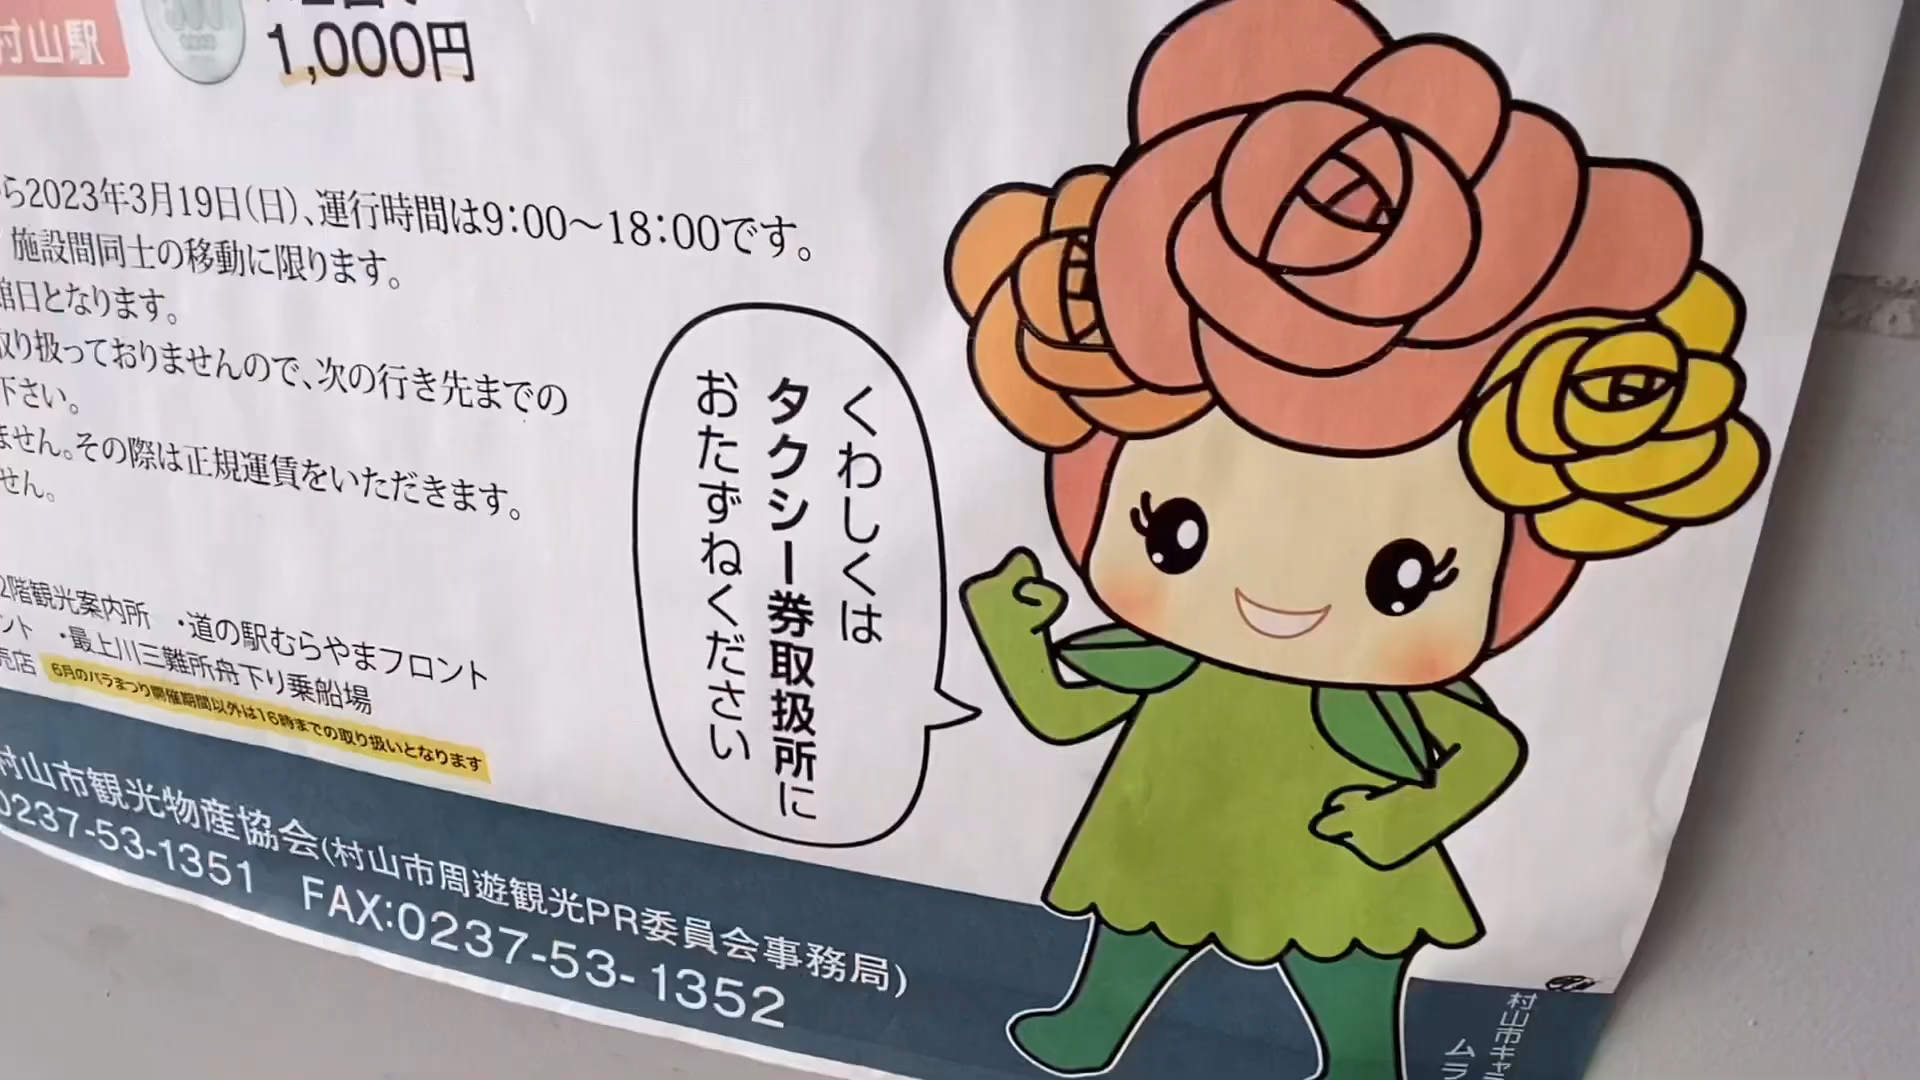 村山駅
1,000円
ら2023年3月19日(日)、運行時間は9:00〜18:00です。
施設間同士の移動に限ります。
館日となります。
取り扱っておりませんので、次の行き先までの
下さい。
ません。その際は正規運賃をいただきます。
せん。
くわしくは
タクシー券取扱所に
おたずねください
2階観光案内所 ・道の駅むらやまフロント
ント ・最上川三難所舟下り乗船場
売店 6月のバラまつり開催期間以外は16時までの取り扱いとなります
村山市観光物産協会(村山市周遊観光PR委員会事務局)
0237-53-1351 FAX:0237-53-1352
村山市キャラ
ムラ